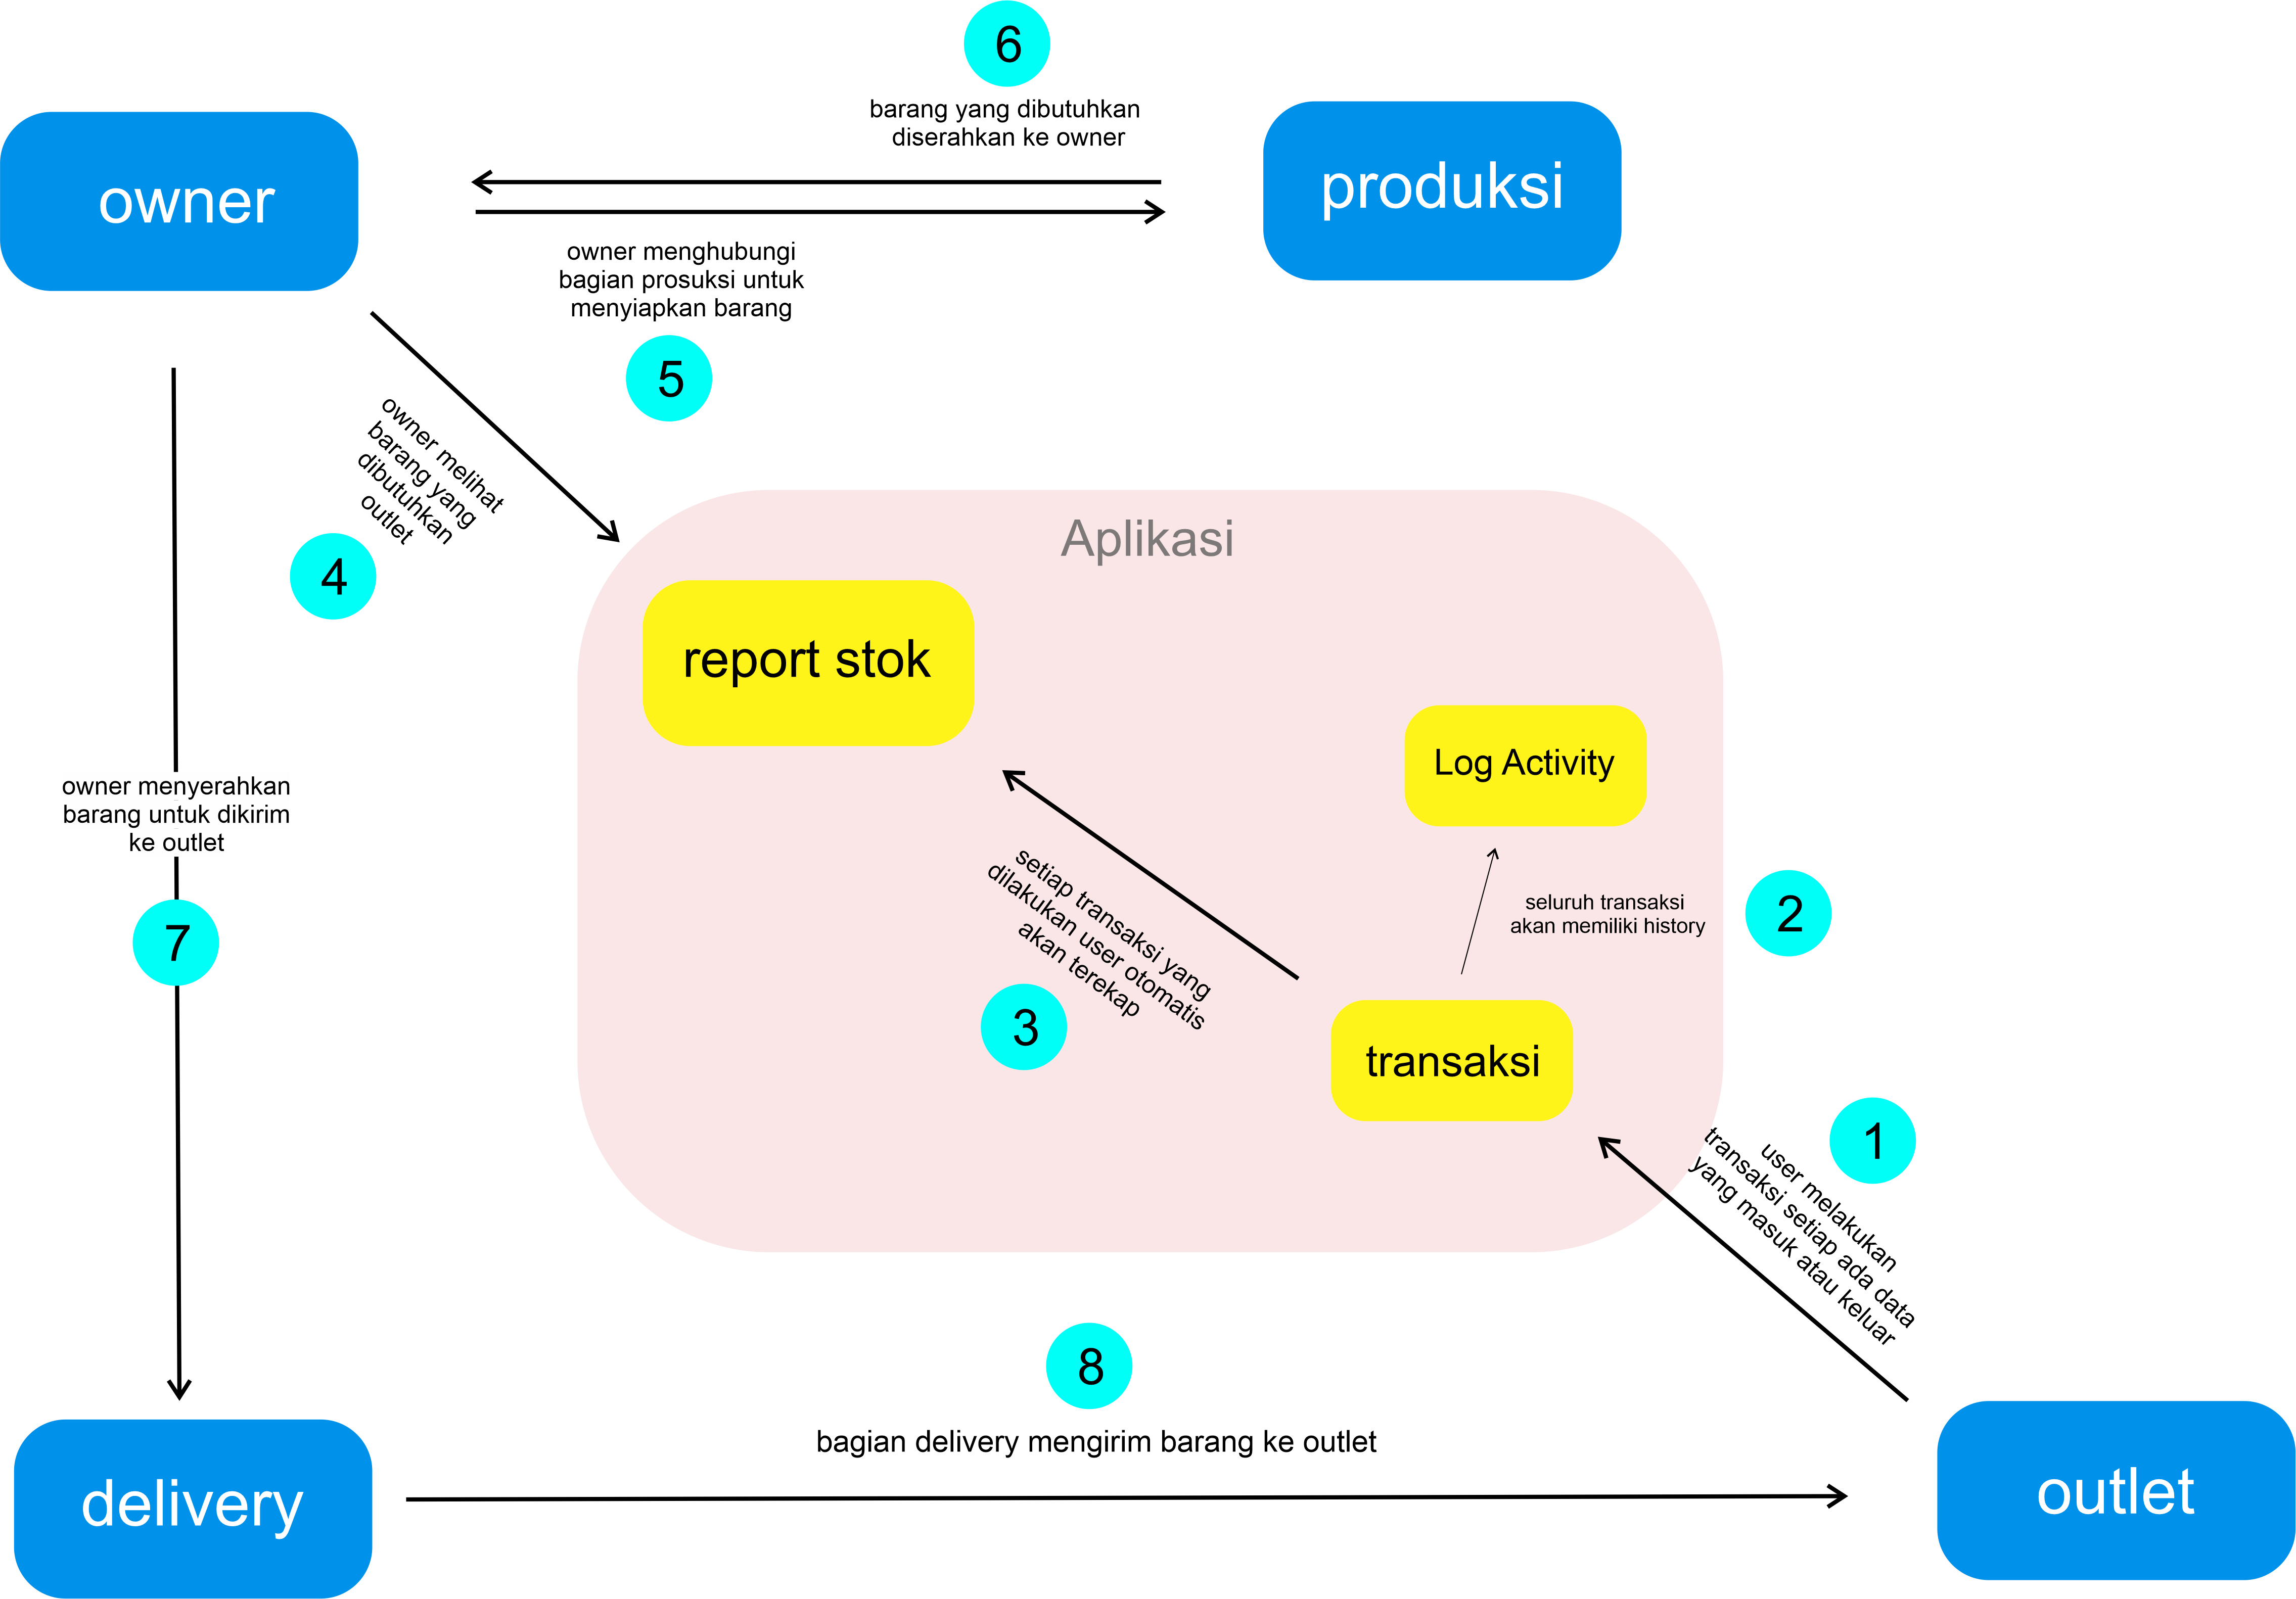 6
barang yang dibutuhkan
diserahkan ke owner
owner
produksi
owner menghubungi
bagian prosuksi untuk
menyiapkan barang
5
owner melihat
barang yang
dibutuhkan
outlet
4
Aplikasi
report stok
Log Activity
owner menyerahkan
barang untuk dikirim
ke outlet
7
setiap transaksi yang
dilakukan user otomatis
akan terekap
3
seluruh transaksi
akan memiliki history
2
transaksi
1
user melakukan
transaksi setiap ada data
yang masuk atau keluar
8
bagian delivery mengirim barang ke outlet
delivery
outlet